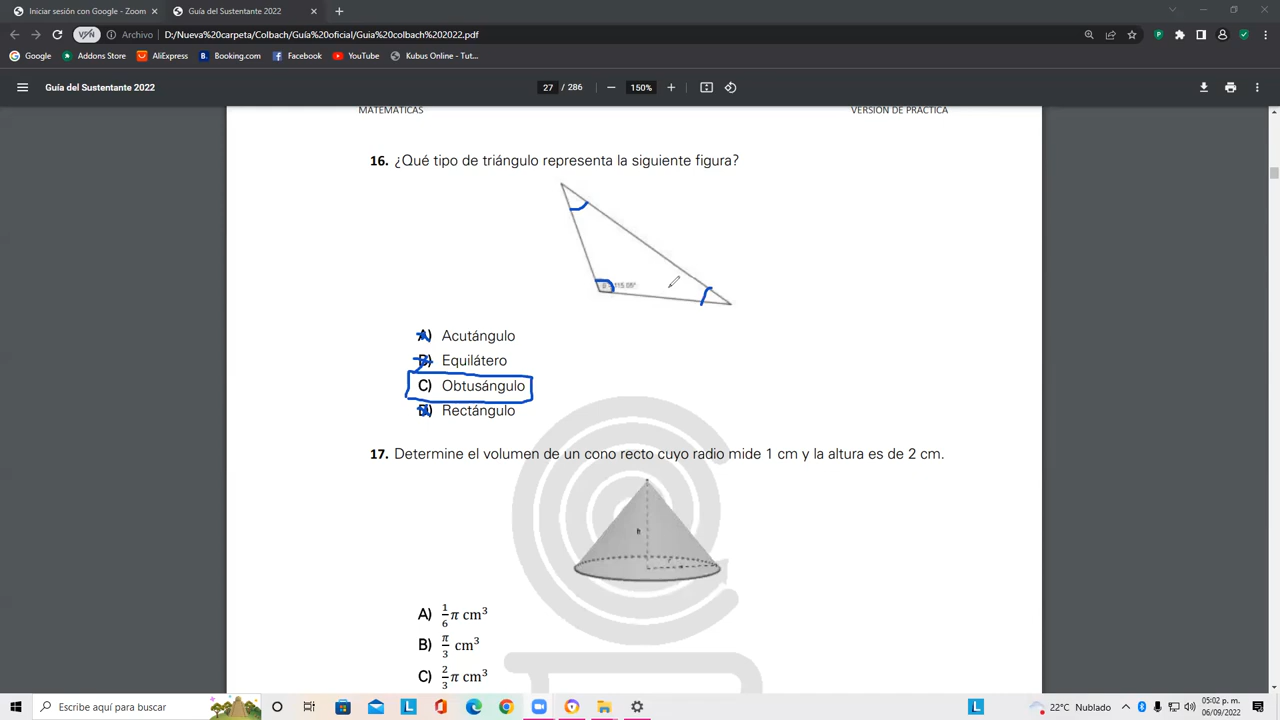 Iniciar sesión con Google - Zoom
Guía del Sustentante 2022
VPN
Archivo
D:/Nueva%20carpeta/Colbach/Guía%20oficial/Guia%20colbach%202022.pdf
Google
Addons Store
AliExpress
B.
Booking.com
Facebook
YouTube
Kubus Online - Tut...
Guía del Sustentante 2022
27 / 286
150%
MATEMÁTICAS
VERSIÓN DE PRÁCTICA
16. ¿Qué tipo de triángulo representa la siguiente figura?
A) Acutángulo
B) Equilátero
C) Obtusángulo
D) Rectángulo
17. Determine el volumen de un cono recto cuyo radio mide 1 cm y la altura es de 2 cm.
h
r
A) 1/6 π cm³
B) π/3 cm³
C) 2/3 π cm³
Escribe aquí para buscar
L
L
22°C Nublado
05:02 p. m.
06/09/2022